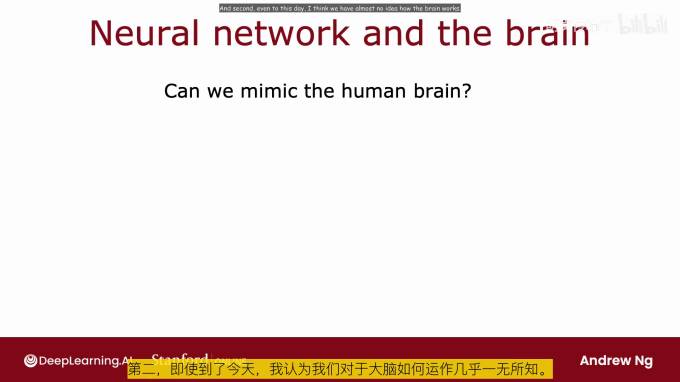 And second, even to this day, I think we have almost no idea how the brain works.
Neural network and the brain
bilibili
Can we mimic the human brain?
DeepLearning.AI
Stanford
Andrew Ng
第二，即使到了今天，我认为我们对于大脑如何运作几乎一无所知。